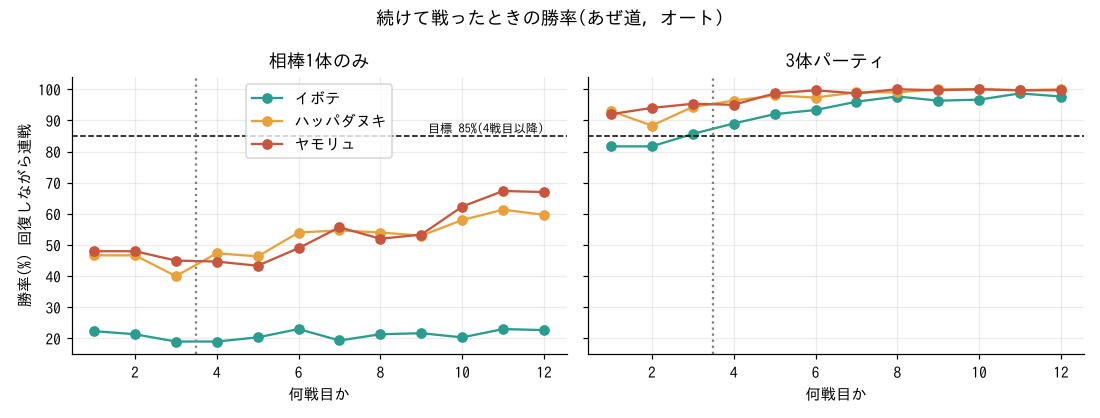 続けて戦ったときの勝率(あぜ道, オート)
相棒1体のみ
勝率(%) 回復しながら連戦
100
90
80
70
60
50
40
30
20
イボテ
ハッパダヌキ
ヤモリュ
目標 85%(4戦目以降)
2 4 6 8 10 12
何戦目か
3体パーティ
2 4 6 8 10 12
何戦目か